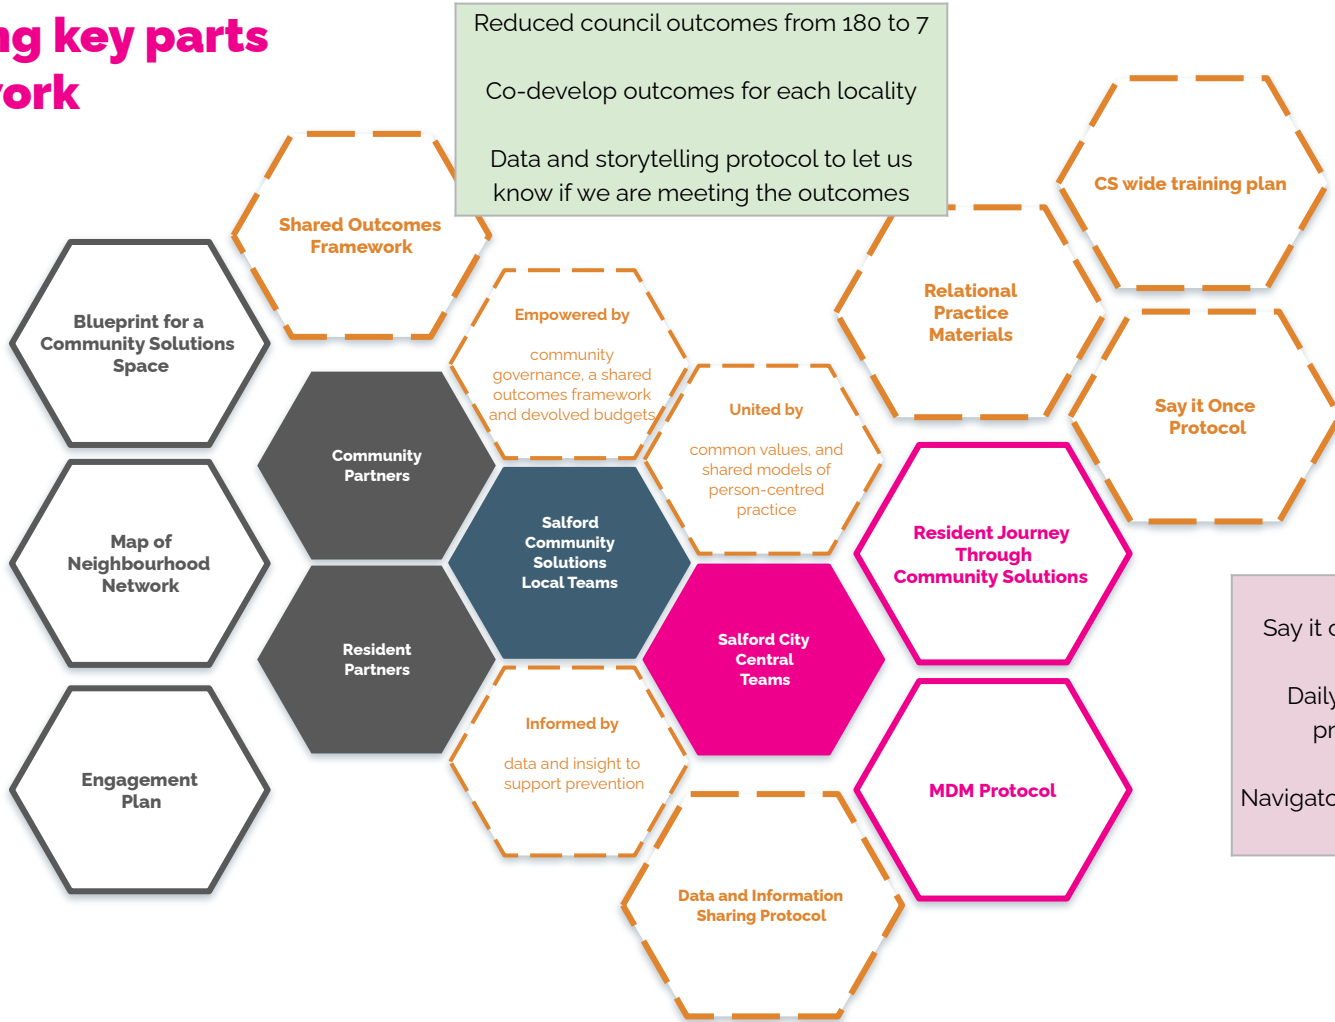 ng key parts
ork
Reduced council outcomes from 180 to 7
Co-develop outcomes for each locality
Data and storytelling protocol to let us
know if we are meeting the outcomes
CS wide training plan
Shared Outcomes
Framework
Relational
Practice
Materials
Blueprint for a
Community Solutions
Space
Empowered by
community
governance, a shared
outcomes framework
and devolved budgets
United by
common values, and
shared models of
person-centred
practice
Say it Once
Protocol
Community
Partners
Salford
Community
Solutions
Local Teams
Resident Journey
Through
Community Solutions
Map of
Neighbourhood
Network
Resident
Partners
Salford City
Central
Teams
Say it o
Daily
pr
Navigato
Informed by
data and insight to
support prevention
Engagement
Plan
MDM Protocol
Data and Information
Sharing Protocol